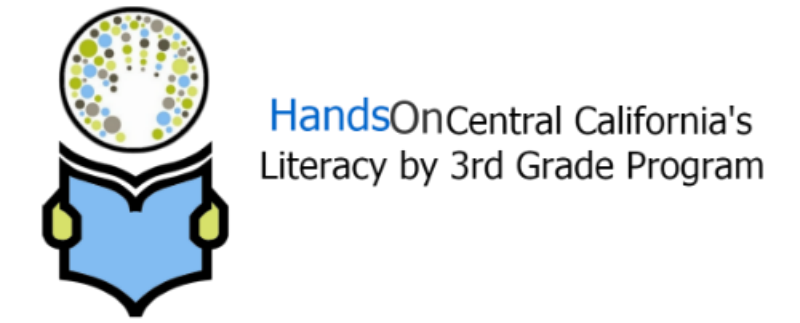 HandsOnCentral California's
Literacy by 3rd Grade Program